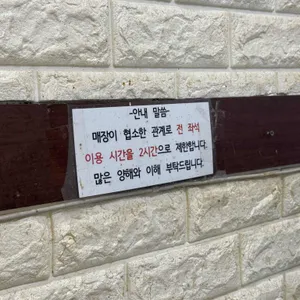 -안내 말씀-
매장이 협소한 관계로 전 좌석
이용 시간을 2시간으로 제한합니다.
많은 양해와 이해 부탁드립니다.